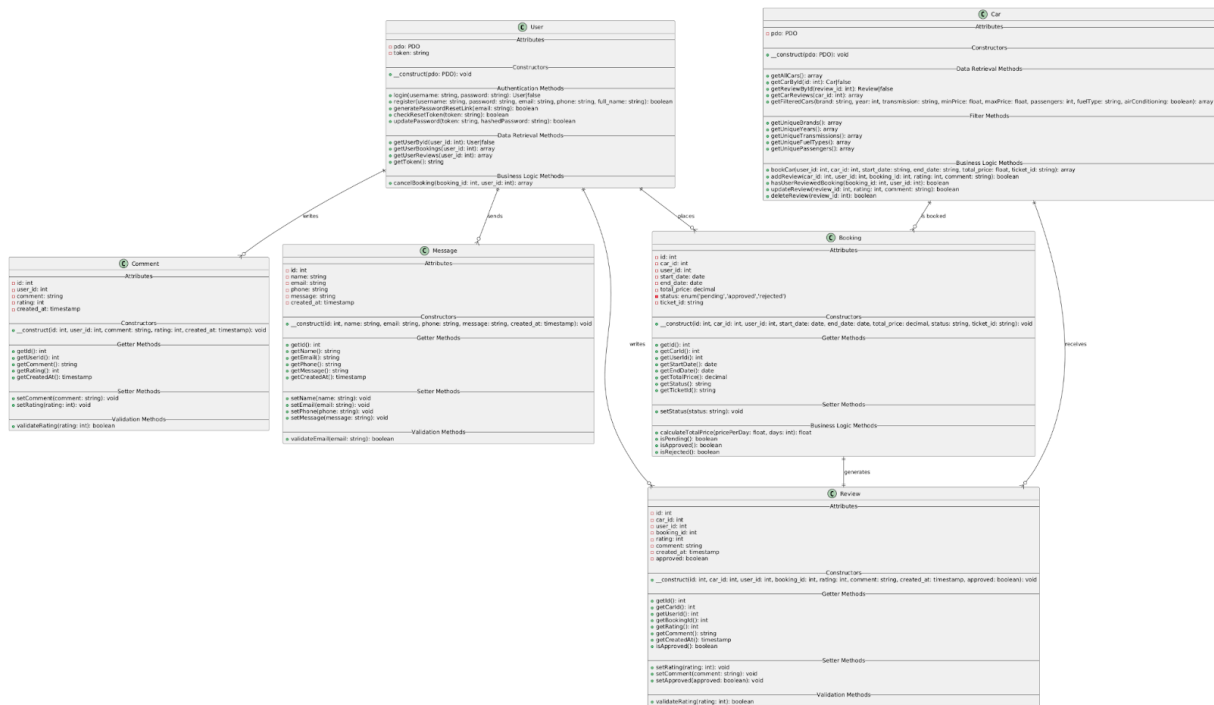 C User
Attributes
pdo: PDO
token: string
Constructors
__construct(pdo: PDO): void
Authentication Methods
login(username: string, password: string): User|false
register(username: string, password: string, email: string, phone: string, full_name: string): boolean
generatePasswordResetLink(email: string): boolean
checkResetToken(token: string): boolean
updatePassword(token: string, hashedPassword: string): boolean
Data Retrieval Methods
getUserById(user_id: int): User|false
getUserBookings(user_id: int): array
getUserReviews(user_id: int): array
getToken(): string
Business Logic Methods
cancelBooking(booking_id: int, user_id: int): array
C Car
Attributes
pdo: PDO
Constructors
__construct(pdo: PDO): void
Data Retrieval Methods
getAllCars(): array
getCarById(id: int): Car|false
getReviewById(review_id: int): Review|false
getCarReviews(car_id: int): array
getFilteredCars(brand: string, year: int, transmission: string, minPrice: float, maxPrice: float, passengers: int, fuelType: string, airConditioning: boolean): array
Filter Methods
getUniqueBrands(): array
getUniqueYears(): array
getUniqueTransmissions(): array
getUniqueFuelTypes(): array
getUniquePassengers(): array
Business Logic Methods
bookCar(user_id: int, car_id: int, start_date: string, end_date: string, total_price: float, ticket_id: string): array
addReview(car_id: int, user_id: int, booking_id: int, rating: int, comment: string): boolean
hasUserReviewedBooking(booking_id: int, user_id: int): boolean
updateReview(review_id: int, rating: int, comment: string): boolean
deleteReview(review_id: int): boolean
writes
sends
places
is booked
C Comment
Attributes
id: int
user_id: int
comment: string
rating: int
created_at: timestamp
Constructors
__construct(id: int, user_id: int, comment: string, rating: int, created_at: timestamp): void
Getter Methods
getId(): int
getUserId(): int
getComment(): string
getRating(): int
getCreatedAt(): timestamp
Setter Methods
setComment(comment: string): void
setRating(rating: int): void
Validation Methods
validateRating(rating: int): boolean
C Message
Attributes
id: int
name: string
email: string
phone: string
message: string
created_at: timestamp
Constructors
__construct(id: int, name: string, email: string, phone: string, message: string, created_at: timestamp): void
Getter Methods
getId(): int
getName(): string
getEmail(): string
getPhone(): string
getMessage(): string
getCreatedAt(): timestamp
Setter Methods
setName(name: string): void
setEmail(email: string): void
setPhone(phone: string): void
setMessage(message: string): void
Validation Methods
validateEmail(email: string): boolean
writes
C Booking
Attributes
id: int
car_id: int
user_id: int
start_date: date
end_date: date
total_price: decimal
status: enum('pending','approved','rejected')
ticket_id: string
Constructors
__construct(id: int, car_id: int, user_id: int, start_date: date, end_date: date, total_price: decimal, status: string, ticket_id: string): void
Getter Methods
getId(): int
getCarId(): int
getUserId(): int
getStartDate(): date
getEndDate(): date
getTotalPrice(): decimal
getStatus(): string
getTicketId(): string
Setter Methods
setStatus(status: string): void
Business Logic Methods
calculateTotalPrice(pricePerDay: float, days: int): float
isPending(): boolean
isApproved(): boolean
isRejected(): boolean
receives
generates
C Review
Attributes
id: int
car_id: int
user_id: int
booking_id: int
rating: int
comment: string
created_at: timestamp
approved: boolean
Constructors
__construct(id: int, car_id: int, user_id: int, booking_id: int, rating: int, comment: string, created_at: timestamp, approved: boolean): void
Getter Methods
getId(): int
getCarId(): int
getUserId(): int
getBookingId(): int
getRating(): int
getComment(): string
getCreatedAt(): timestamp
isApproved(): boolean
Setter Methods
setRating(rating: int): void
setComment(comment: string): void
setApproved(approved: boolean): void
Validation Methods
validateRating(rating: int): boolean